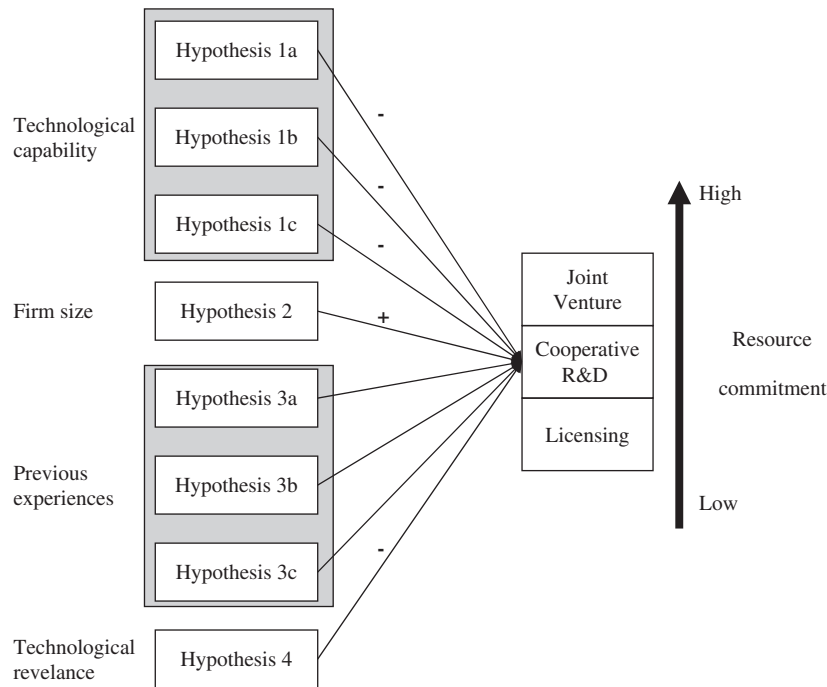 Technological
capability
Hypothesis 1a
Hypothesis 1b
Hypothesis 1c
-
-
-
Firm size
Hypothesis 2
+
Previous
experiences
Hypothesis 3a
Hypothesis 3b
Hypothesis 3c
-
Technological
revelance
Hypothesis 4
Joint
Venture
Cooperative
R&D
Licensing
High
Resource
commitment
Low